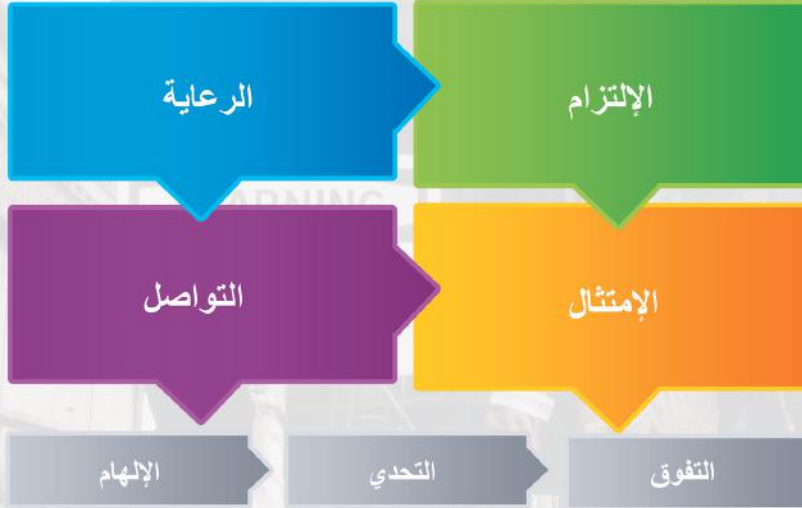 الإلتزام
الرعاية
الإمتثال
التواصل
التفوق
التحدي
الإلهام